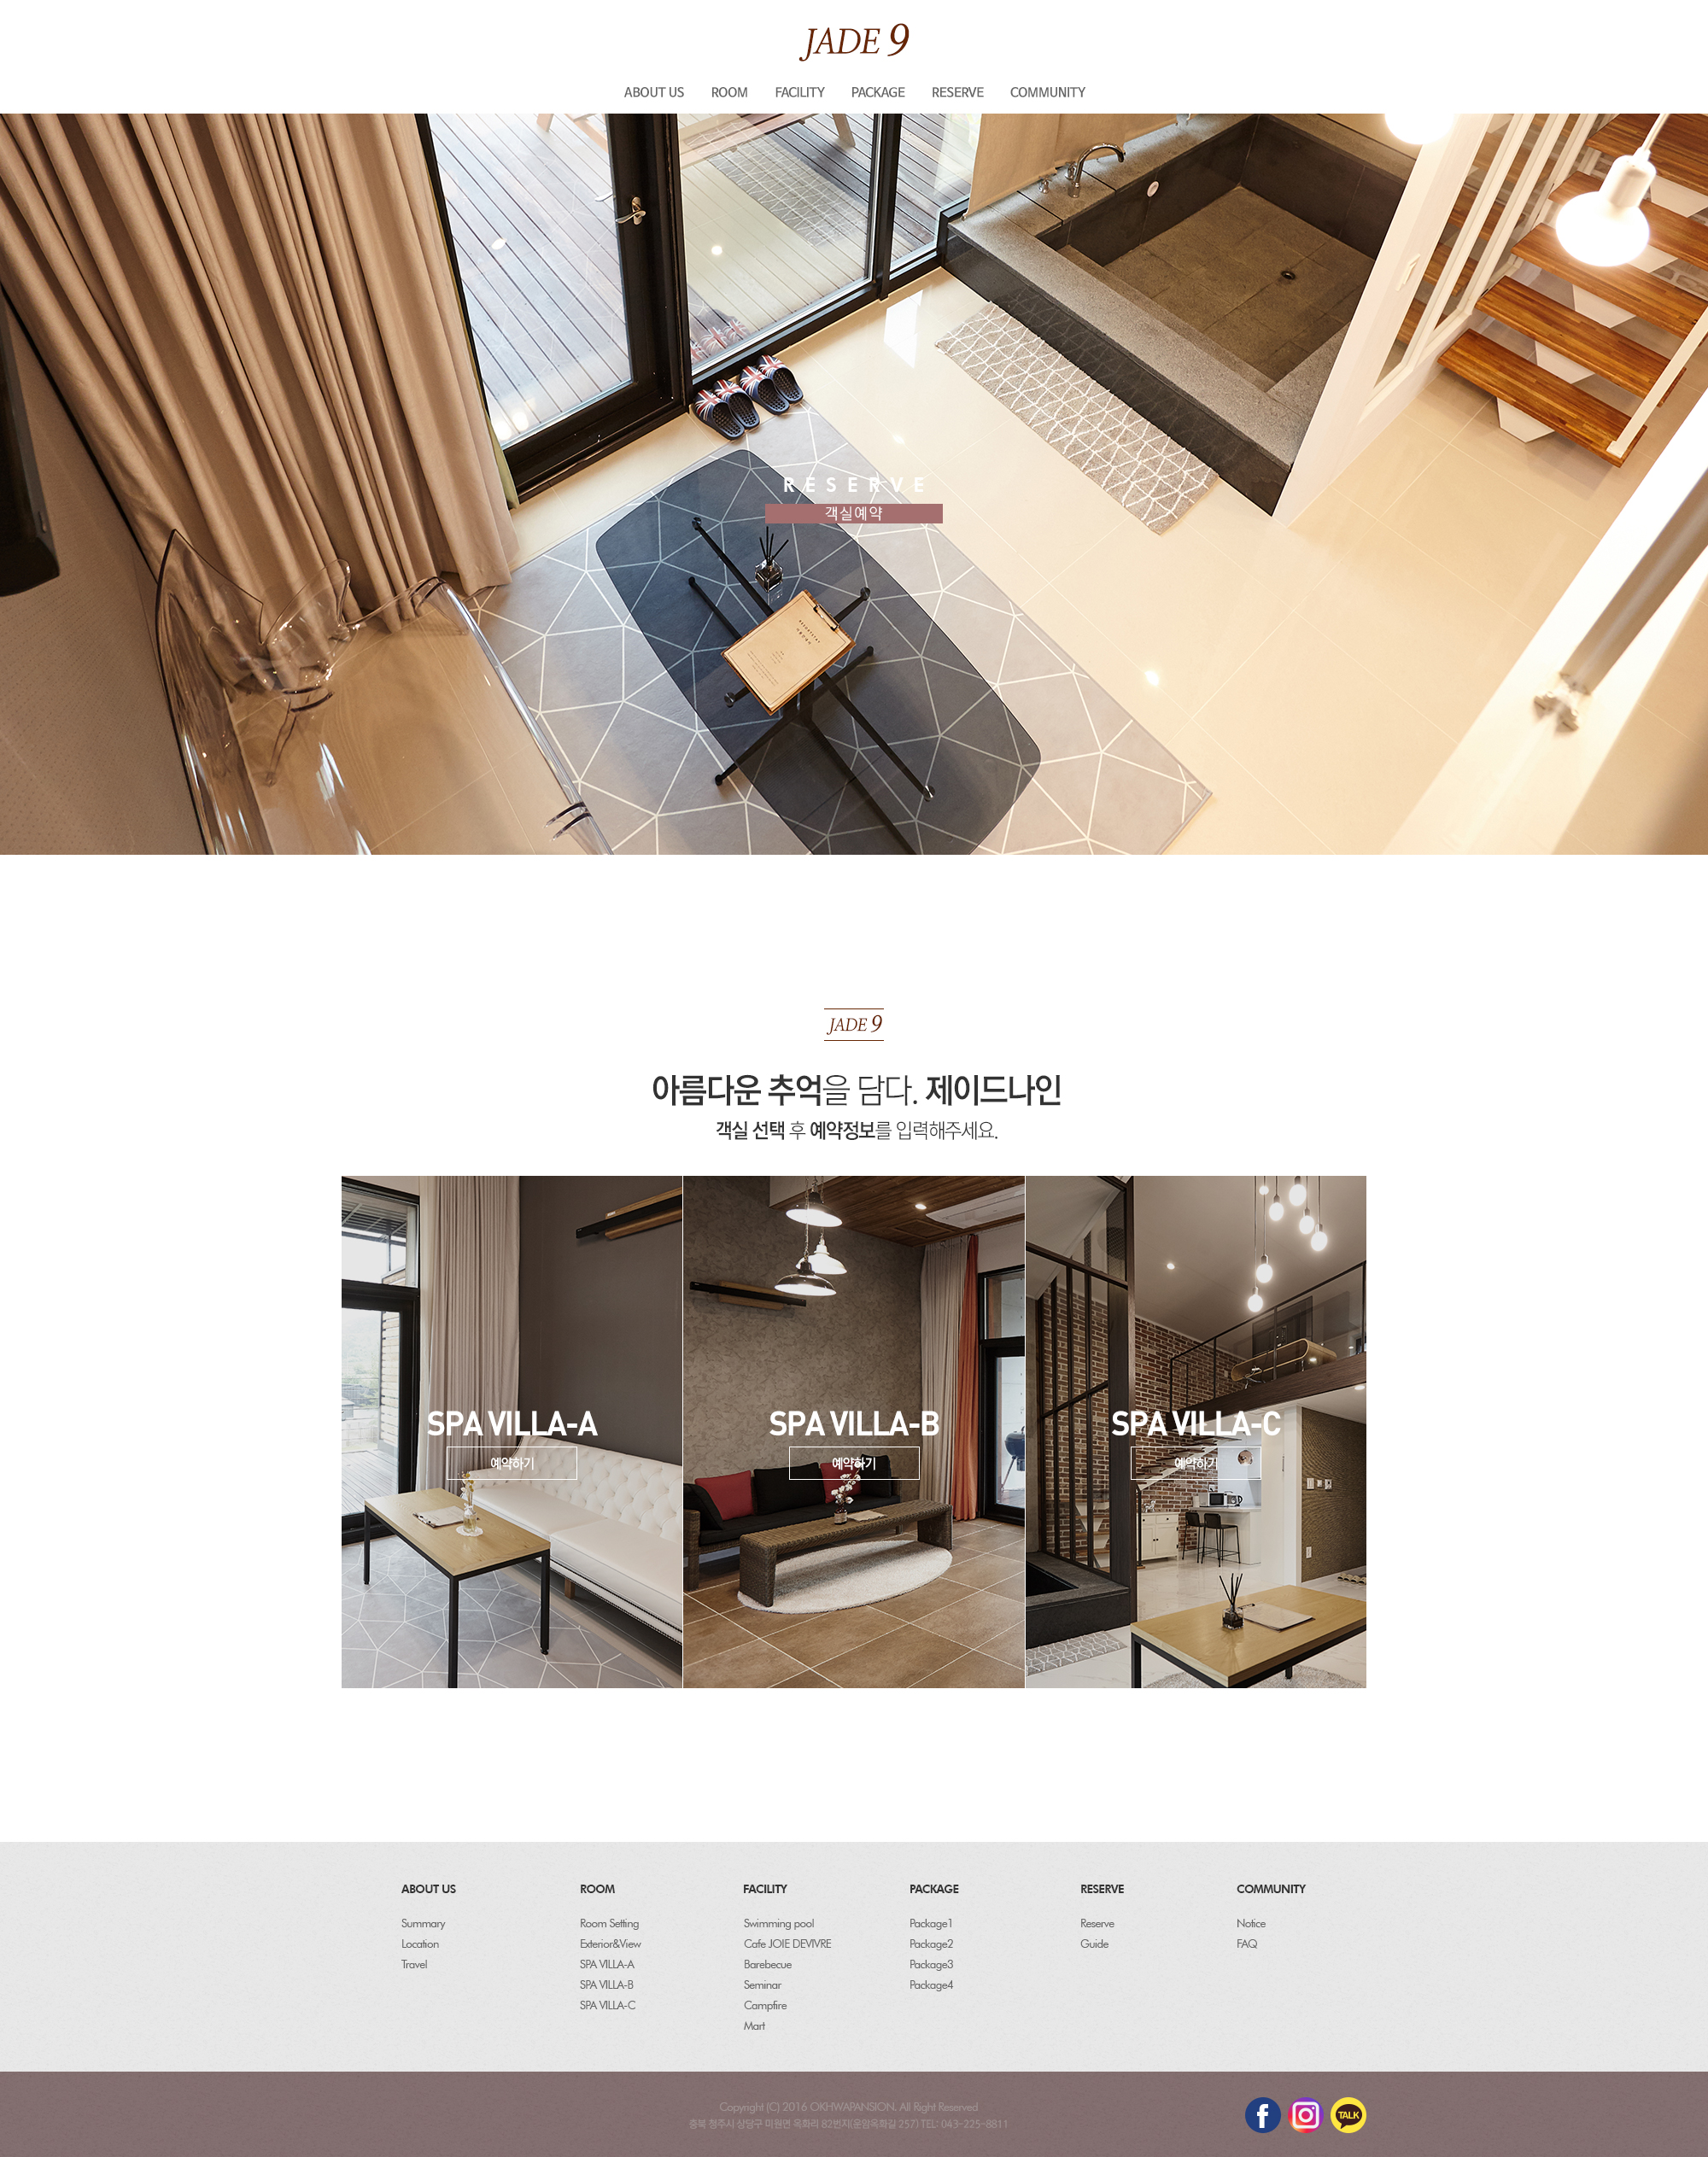 JADE 9
ABOUT US ROOM FACILITY PACKAGE RESERVE COMMUNITY
RESERVE
객실예약
JADE 9
아름다운 추억을 담다. 제이드나인
객실 선택 후 예약정보를 입력해주세요.
SPA VILLA-A SPA VILLA-B SPA VILLA-C
예약하기 예약하기 예약하기
ABOUT US ROOM FACILITY PACKAGE RESERVE COMMUNITY
Summary Room Setting Swimming pool Package1 Reserve Notice
Location Exterior&View Cafe JOIE DEVIVRE Package2 Guide FAQ
Travel SPA VILLA-A Barebecue Package3
SPA VILLA-B Seminar Package4
SPA VILLA-C Campfire
Mart
Copyright (C) 2016 OKHWAPANSION. All Right Reserved
충북 청주시 상당구 미원면 옥화리 82번지(운암옥화길 257) TEL: 043-225-8811
TALK